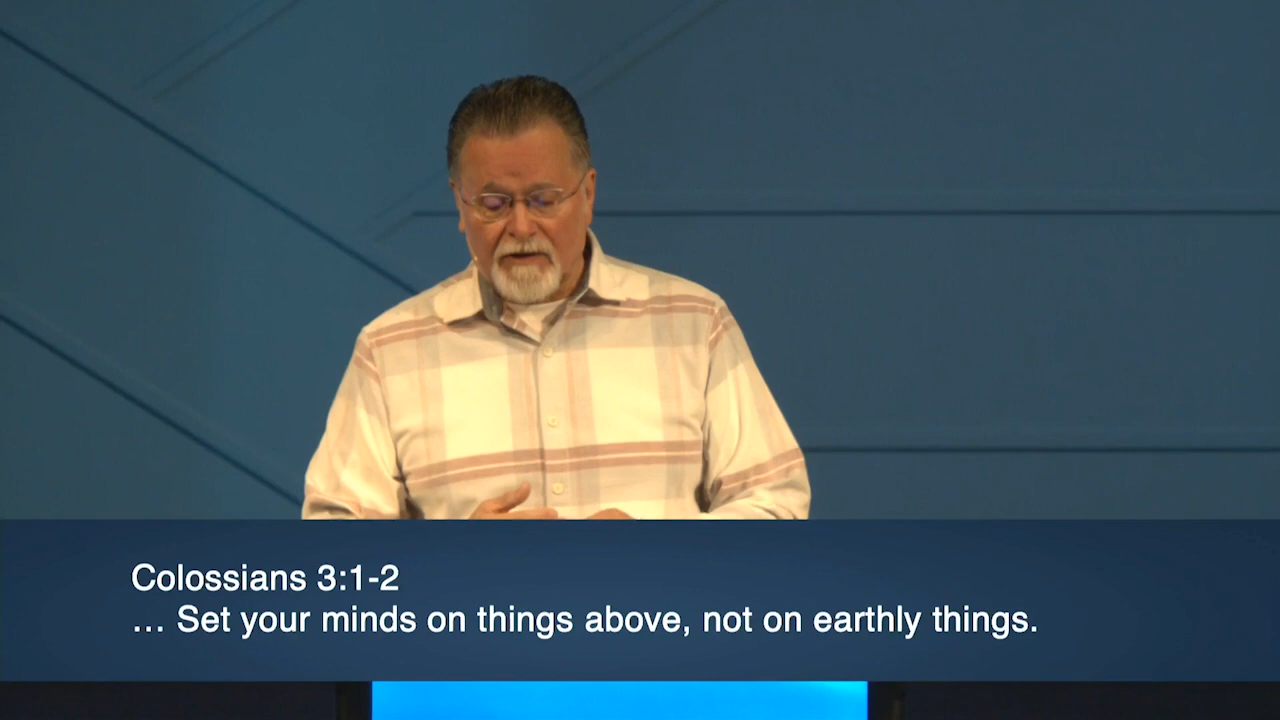 Colossians 3:1-2
… Set your minds on things above, not on earthly things.